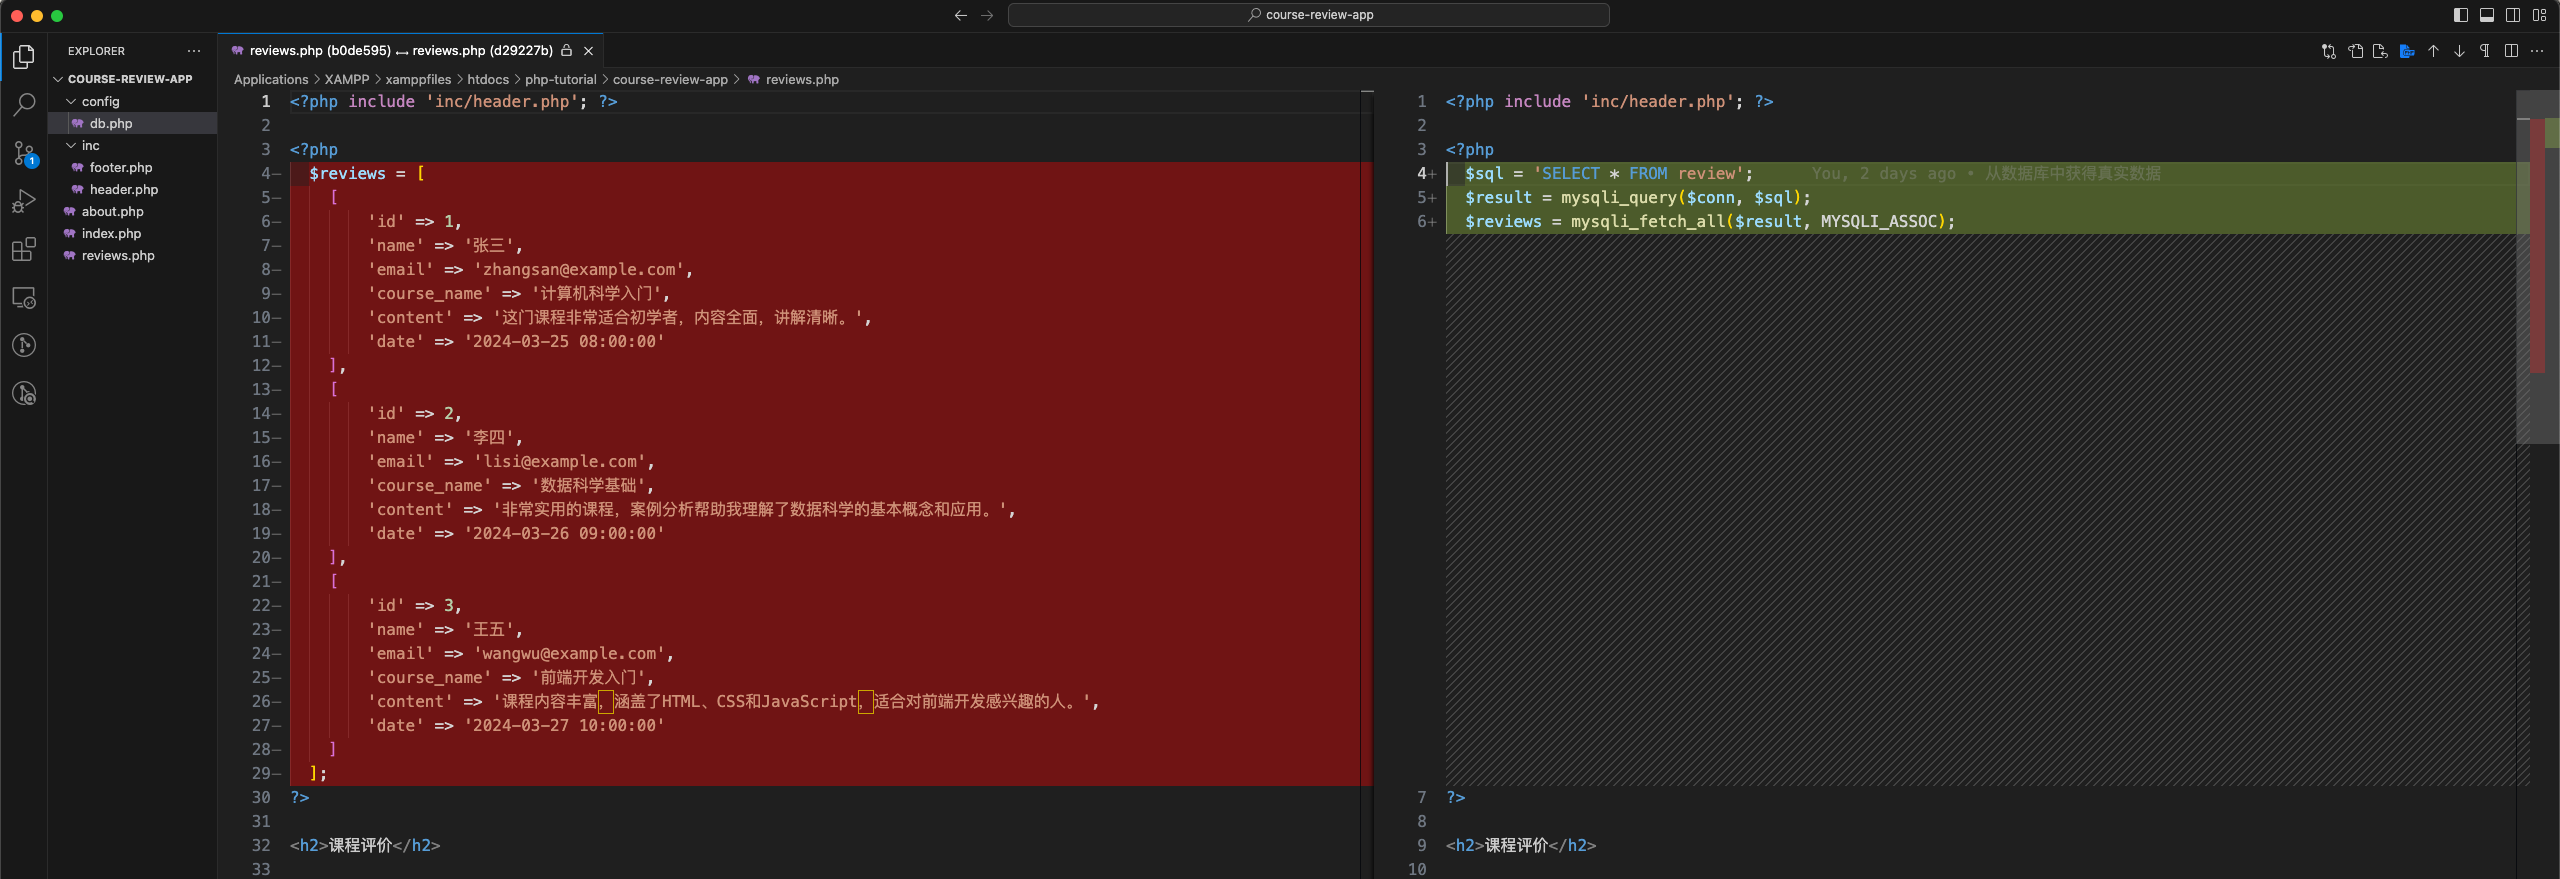 course-review-app
EXPLORER
COURSE-REVIEW-APP
config
db.php
inc
footer.php
header.php
about.php
index.php
reviews.php
1
reviews.php (b0de595) ↔ reviews.php (d29227b)
Applications > XAMPP > xamppfiles > htdocs > php-tutorial > course-review-app > reviews.php
1 <?php include 'inc/header.php'; ?>
2
3 <?php
4— $reviews = [
5— [
6— 'id' => 1,
7— 'name' => '张三',
8— 'email' => 'zhangsan@example.com',
9— 'course_name' => '计算机科学入门',
10— 'content' => '这门课程非常适合初学者，内容全面，讲解清晰。',
11— 'date' => '2024-03-25 08:00:00'
12— ],
13— [
14— 'id' => 2,
15— 'name' => '李四',
16— 'email' => 'lisi@example.com',
17— 'course_name' => '数据科学基础',
18— 'content' => '非常实用的课程，案例分析帮助我理解了数据科学的基本概念和应用。',
19— 'date' => '2024-03-26 09:00:00'
20— ],
21— [
22— 'id' => 3,
23— 'name' => '王五',
24— 'email' => 'wangwu@example.com',
25— 'course_name' => '前端开发入门',
26— 'content' => '课程内容丰富，涵盖了HTML、CSS和JavaScript，适合对前端开发感兴趣的人。',
27— 'date' => '2024-03-27 10:00:00'
28— ]
29— ];
30 ?>
31
32 <h2>课程评价</h2>
33
1 <?php include 'inc/header.php'; ?>
2
3 <?php
4+ $sql = 'SELECT * FROM review'; You, 2 days ago • 从数据库中获得真实数据
5+ $result = mysqli_query($conn, $sql);
6+ $reviews = mysqli_fetch_all($result, MYSQLI_ASSOC);
7 ?>
8
9 <h2>课程评价</h2>
10